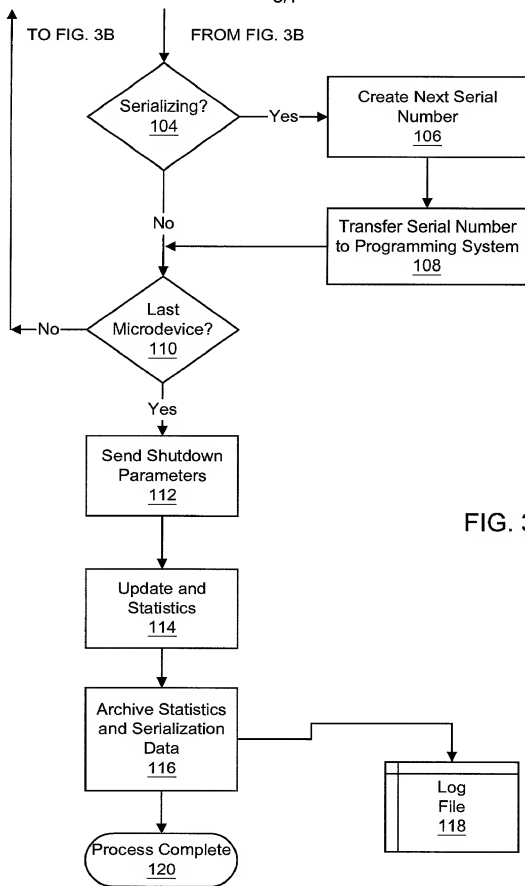 TO FIG. 3B
FROM FIG. 3B
Serializing?
104
Yes
Create Next Serial
Number
106
No
Transfer Serial Number
to Programming System
108
Last
Microdevice?
110
No
Yes
Send Shutdown
Parameters
112
FIG. 3
Update and
Statistics
114
Archive Statistics
and Serialization
Data
116
Log
File
118
Process Complete
120